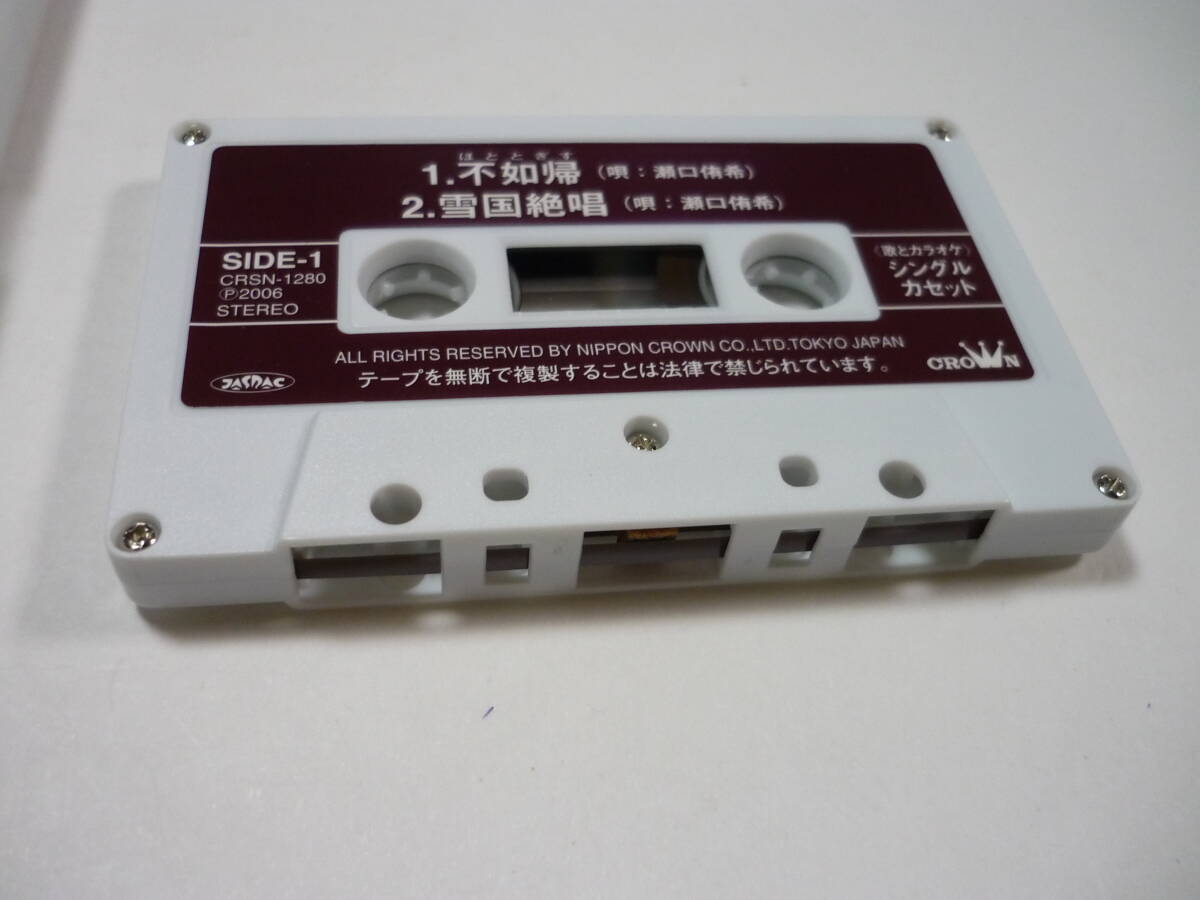 ほととぎす
1.不如帰（唄：瀬口侑希）
2.雪国絶唱（唄：瀬口侑希）
SIDE-1
CRSN-1280
Ⓟ2006
STEREO
《歌とカラオケ》
シングル
カセット
ALL RIGHTS RESERVED BY NIPPON CROWN CO.,LTD.TOKYO JAPAN
テープを無断で複製することは法律で禁じられています。
JASRAC
CROWN